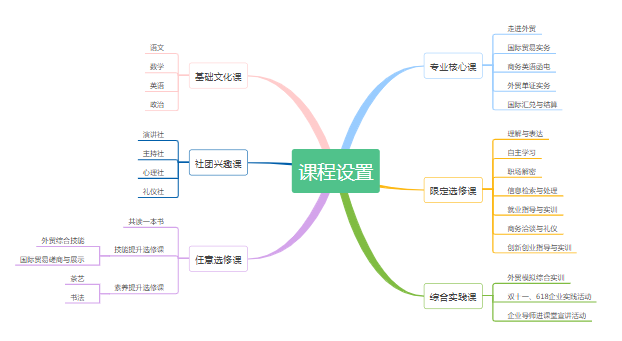 课程设置
基础文化课
语文
数学
英语
政治
社团兴趣课
演讲社
主持社
心理社
礼仪社
任意选修课
共读一本书
技能提升选修课
外贸综合技能
国际贸易磋商与展示
素养提升选修课
茶艺
书法
专业核心课
走进外贸
国际贸易实务
商务英语函电
外贸单证实务
国际汇兑与结算
限定选修课
理解与表达
自主学习
职场解密
信息检索与处理
就业指导与实训
商务洽谈与礼仪
创新创业指导与实训
综合实践课
外贸模拟综合实训
双十一、618企业实践活动
企业导师进课堂宣讲活动